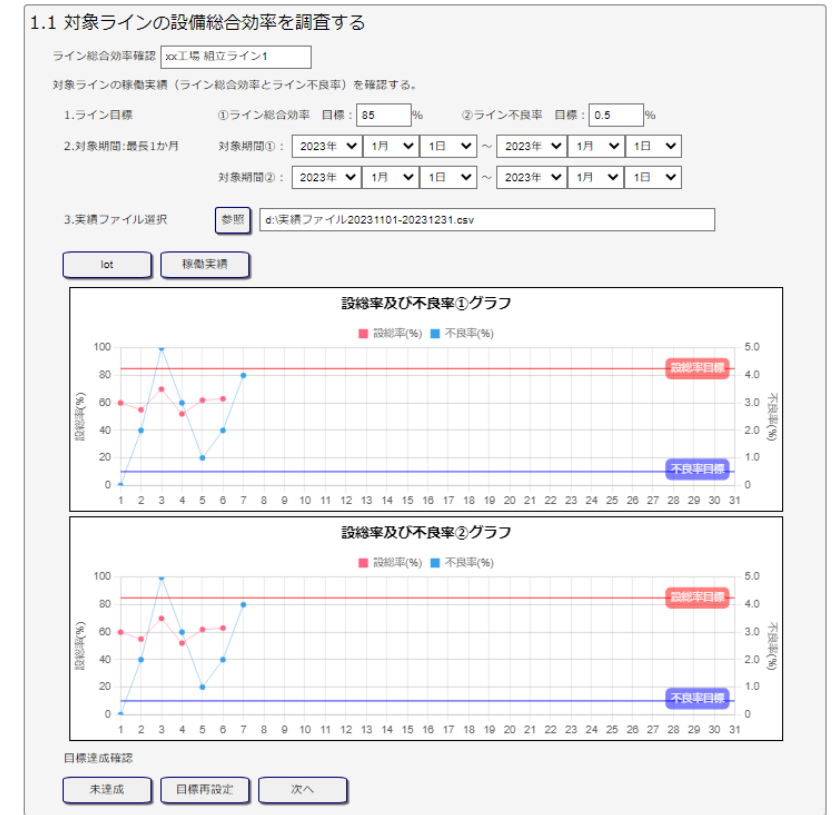 1.1 対象ラインの設備総合効率を調査する
ライン総合効率確認 xx工場 組立ライン1
対象ラインの稼働実績（ライン総合効率とライン不良率）を確認する。
1.ライン目標 ①ライン総合効率 目標： 85 % ②ライン不良率 目標： 0.5 %
2.対象期間:最長1か月 対象期間①： 2023年 1月 1日 ～ 2023年 1月 1日
対象期間②： 2023年 1月 1日 ～ 2023年 1月 1日
3.実績ファイル選択 参照 d:\実績ファイル20231101-20231231.csv
lot 稼働実績
設総率及び不良率①グラフ
設総率(%) 不良率(%)
100 5.0
80 設総率目標 4.0
60 3.0
40 2.0
20 1.0
0 不良率目標 0
設総率(%)
不良率(%)
1 2 3 4 5 6 7 8 9 10 11 12 13 14 15 16 17 18 19 20 21 22 23 24 25 26 27 28 29 30 31
設総率及び不良率②グラフ
設総率(%) 不良率(%)
100 5.0
80 設総率目標 4.0
60 3.0
40 2.0
20 1.0
0 不良率目標 0
設総率(%)
不良率(%)
1 2 3 4 5 6 7 8 9 10 11 12 13 14 15 16 17 18 19 20 21 22 23 24 25 26 27 28 29 30 31
目標達成確認
未達成 目標再設定 次へ